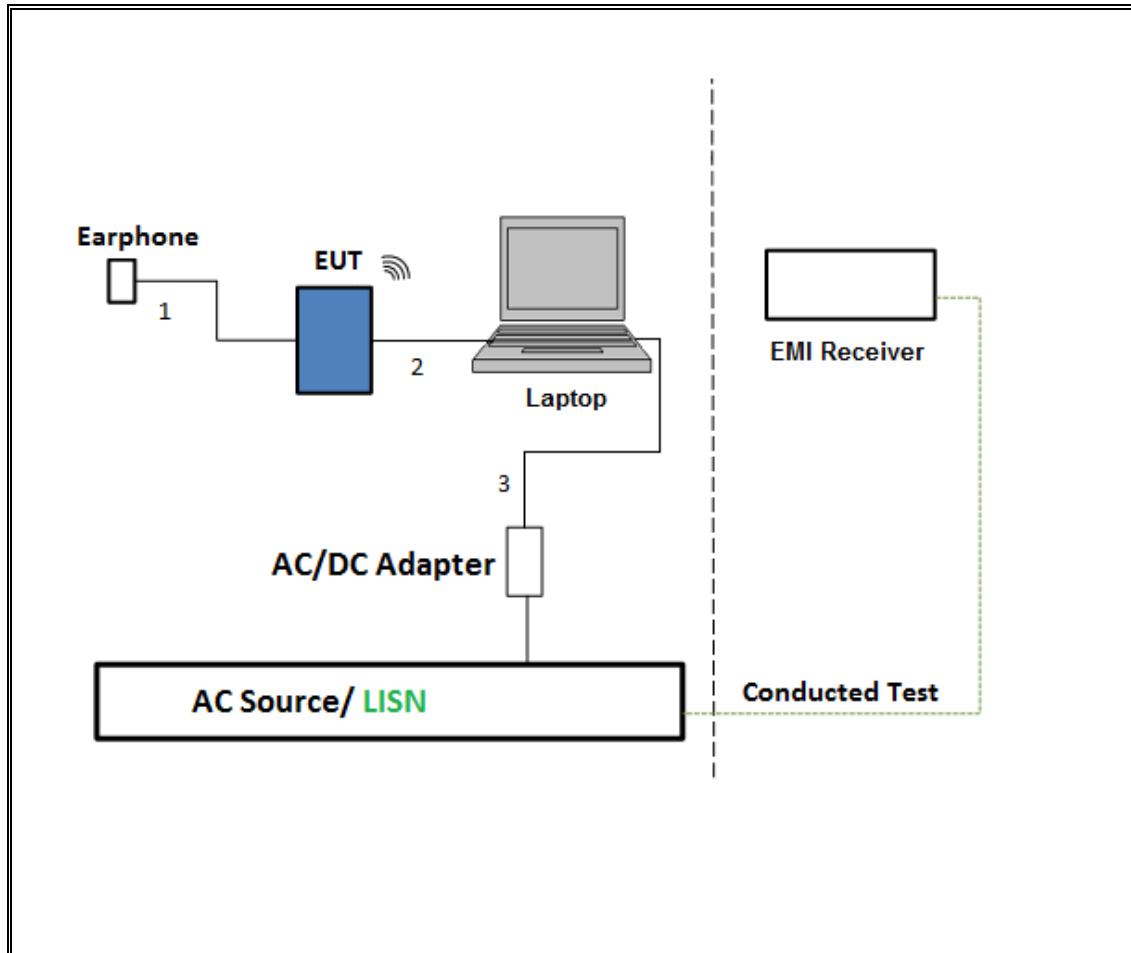 Earphone
1
EUT
2
Laptop
EMI Receiver
3
AC/DC Adapter
AC Source/ LISN
Conducted Test